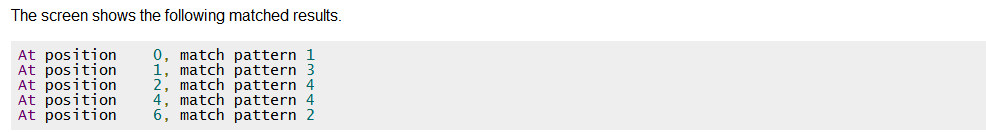 The screen shows the following matched results.
At position    0, match pattern 1
At position    1, match pattern 3
At position    2, match pattern 4
At position    4, match pattern 4
At position    6, match pattern 2